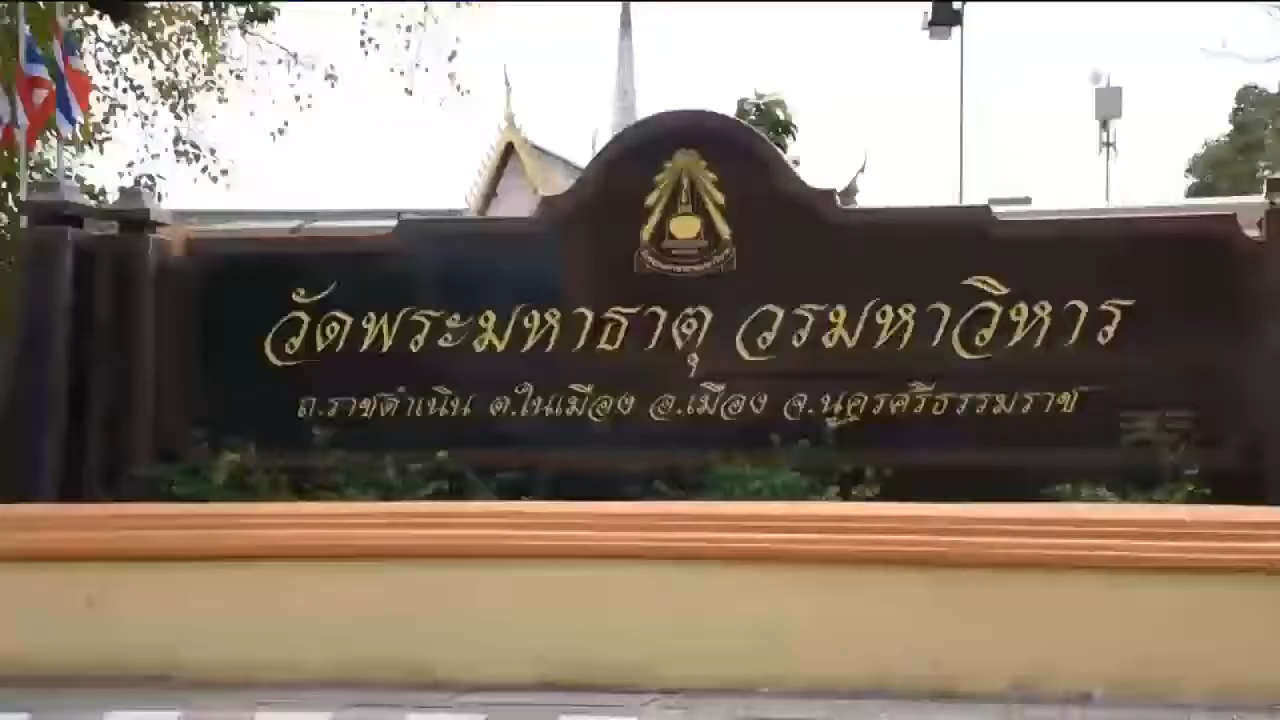 วัดพระมหาธาตุ วรมหาวิหาร
ถ.ราชดำเนิน ต.ในเมือง อ.เมือง จ.นครศรีธรรมราช